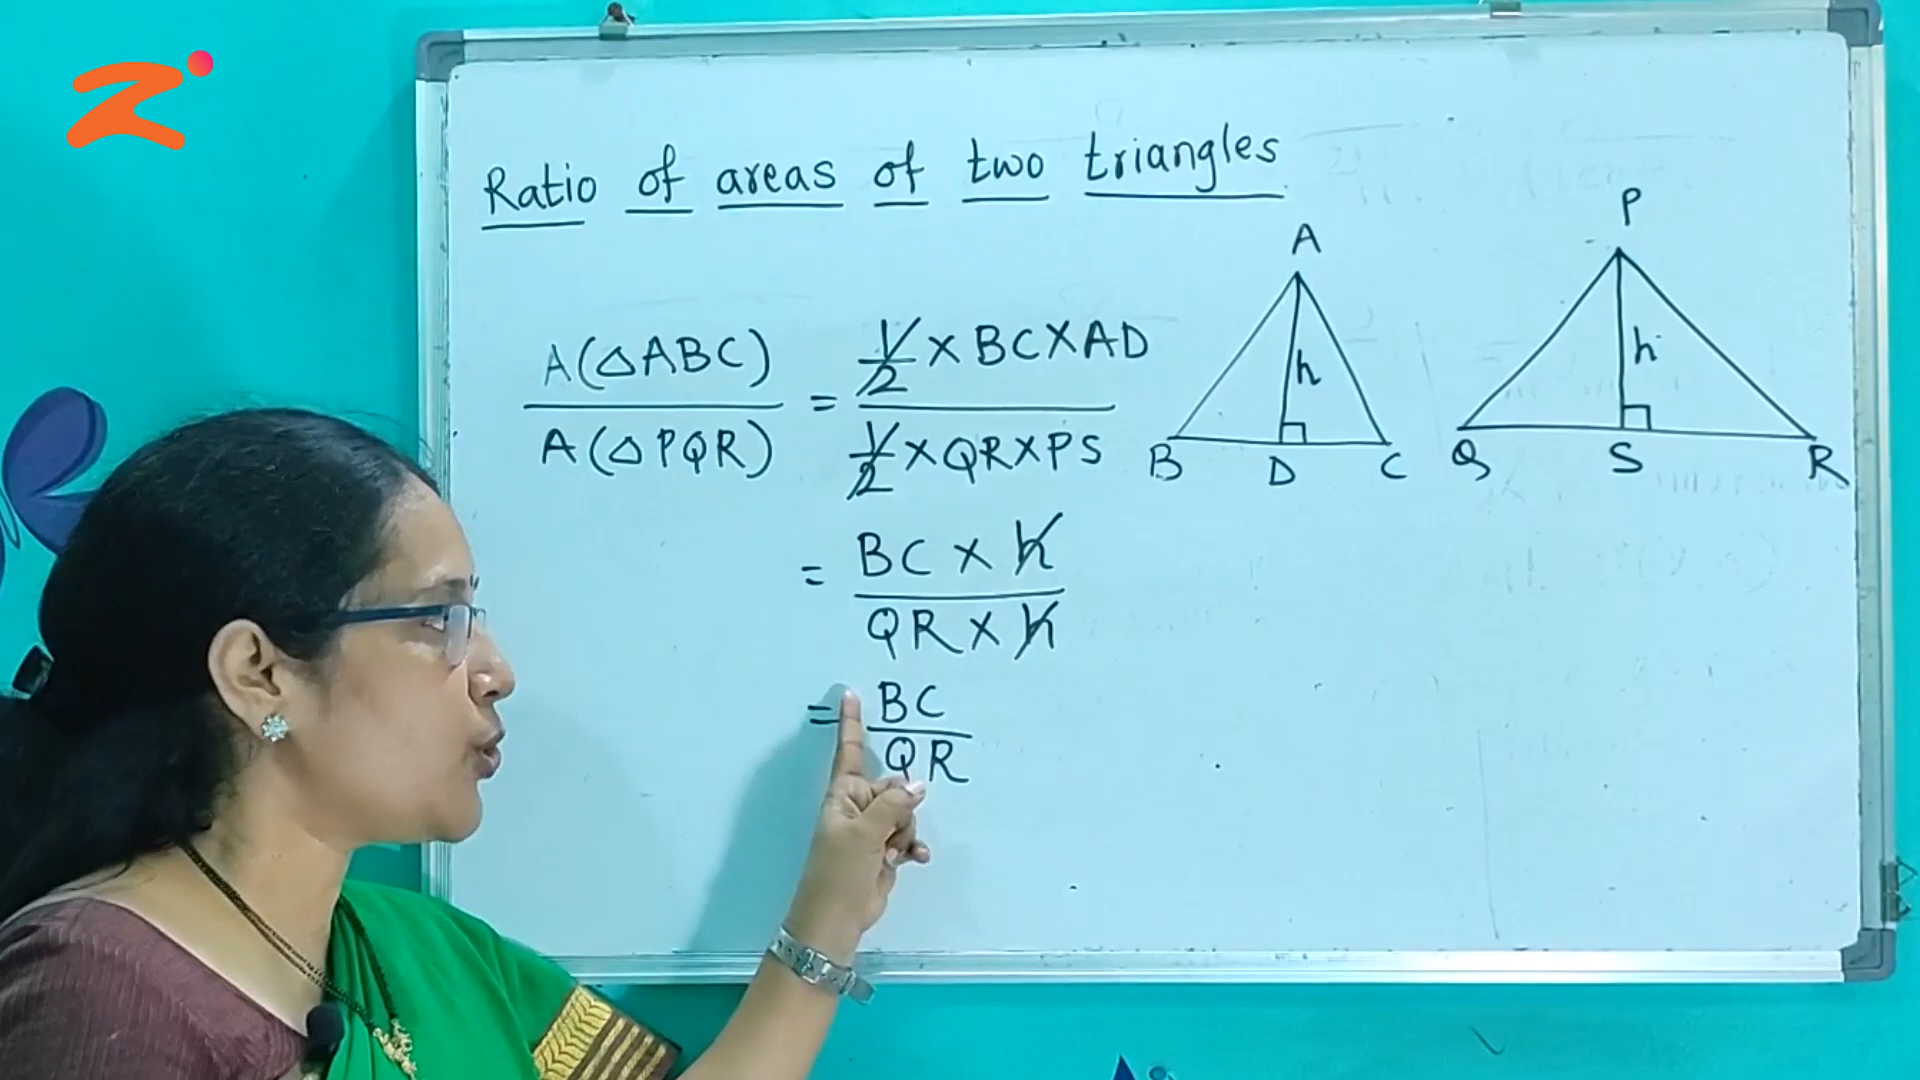 Ratio of areas of two triangles
A(△ABC) / A(△PQR) = 1/2 × BC × AD / 1/2 × QR × PS
= BC × h / QR × h
= BC / QR
A
h
B D C
P
h
Q S R